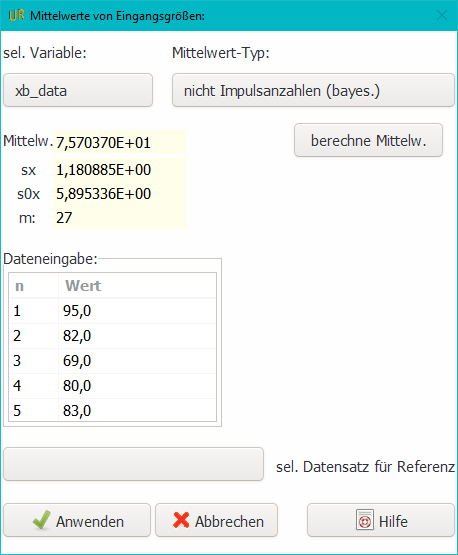 UR Mittelwerte von Eingangsgrößen:
sel. Variable: Mittelwert-Typ:
xb_data nicht Impulsanzahlen (bayes.)
Mittelw. 7,570370E+01 berechne Mittelw.
sx 1,180885E+00
s0x 5,895336E+00
m: 27
Dateneingabe:
n Wert
1 95,0
2 82,0
3 69,0
4 80,0
5 83,0
sel. Datensatz für Referenz
Anwenden Abbrechen Hilfe